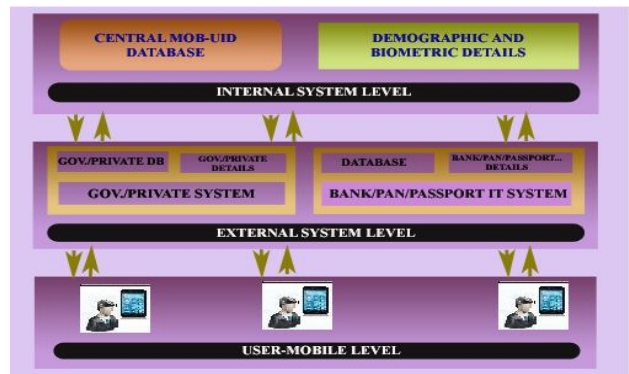 CENTRAL MOB-UID
DATABASE
DEMOGRAPHIC AND
BIOMETRIC DETAILS
INTERNAL SYSTEM LEVEL
GOV./PRIVATE DB
GOV./PRIVATE
DETAILS
GOV./PRIVATE SYSTEM
DATABASE
BANK/PAN/PASSPORT...
DETAILS
BANK/PAN/PASSPORT IT SYSTEM
EXTERNAL SYSTEM LEVEL
USER-MOBILE LEVEL